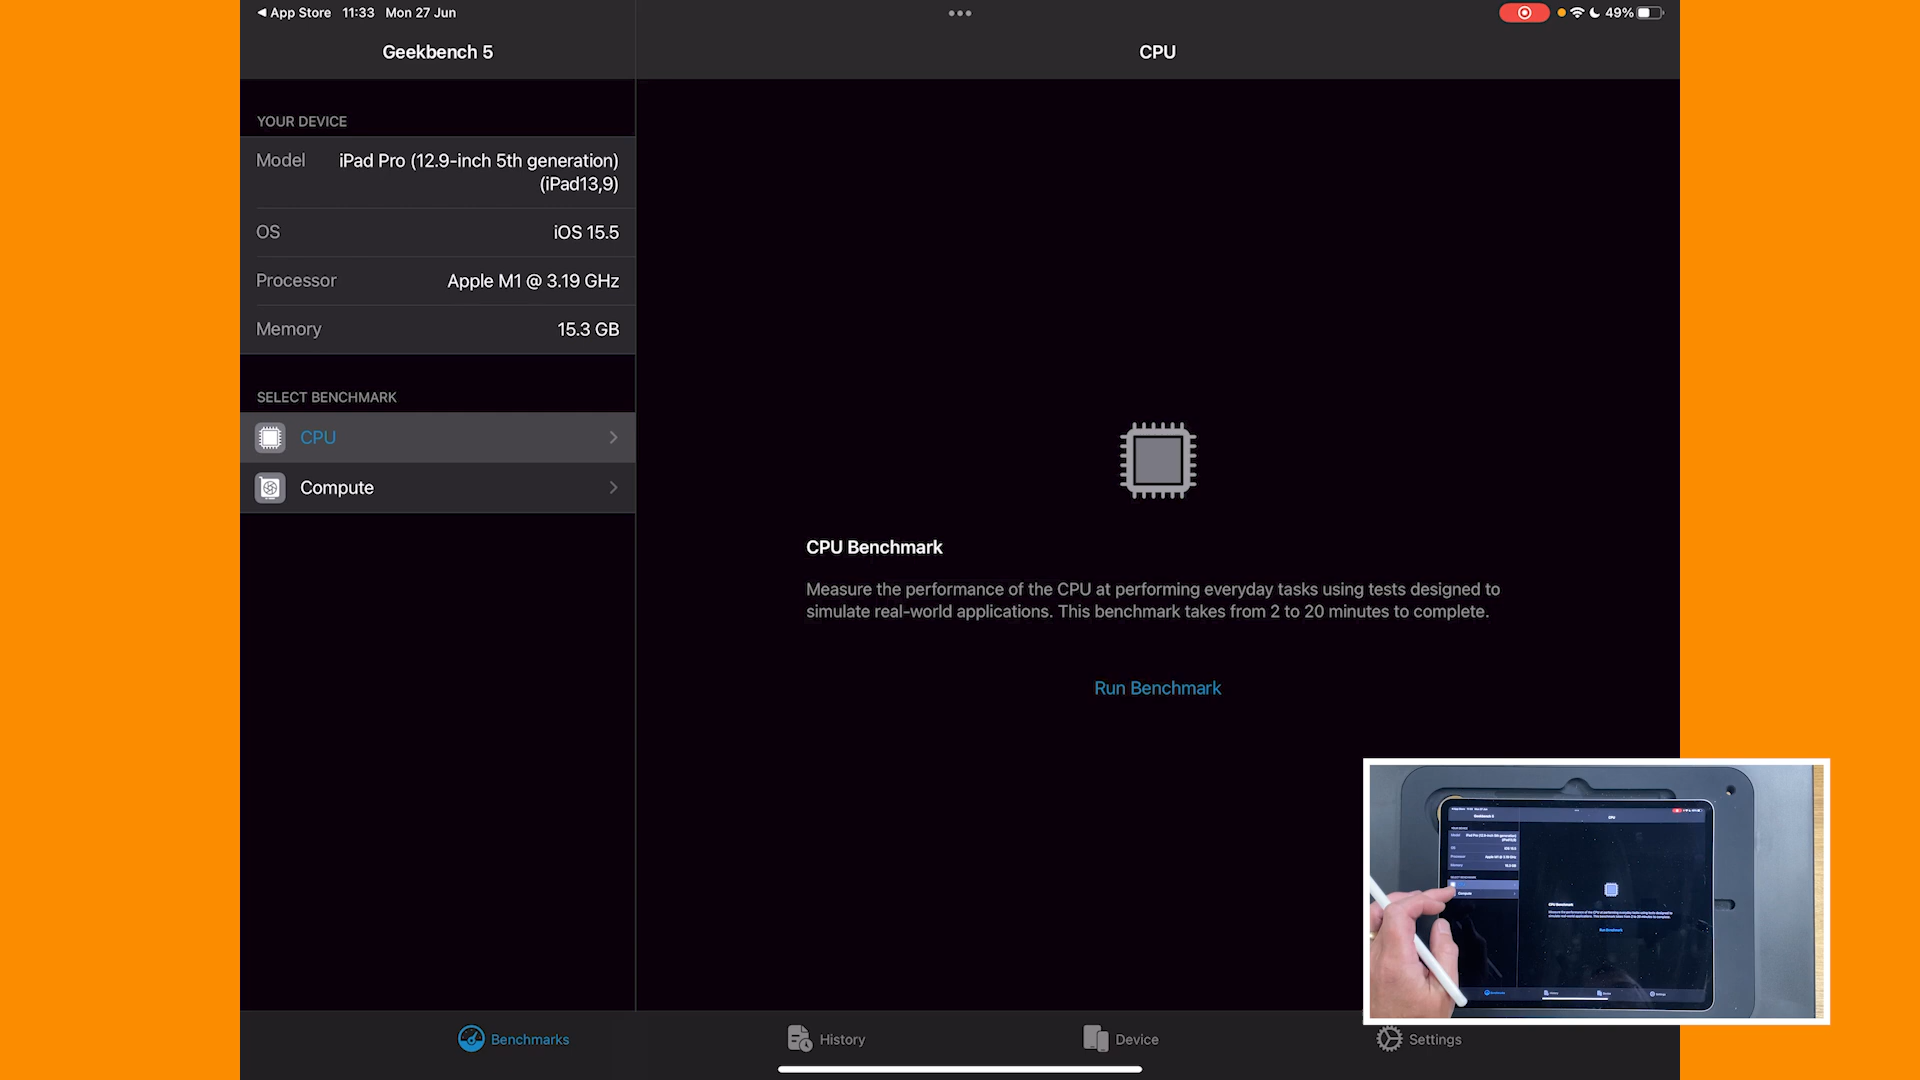 App Store 11:33 Mon 27 Jun
49%
Geekbench 5
CPU
YOUR DEVICE
Model iPad Pro (12.9-inch 5th generation)
(iPad13,9)
OS iOS 15.5
Processor Apple M1 @ 3.19 GHz
Memory 15.3 GB
SELECT BENCHMARK
CPU
Compute
CPU Benchmark
Measure the performance of the CPU at performing everyday tasks using tests designed to
simulate real-world applications. This benchmark takes from 2 to 20 minutes to complete.
Run Benchmark
Benchmarks
History
Device
Settings